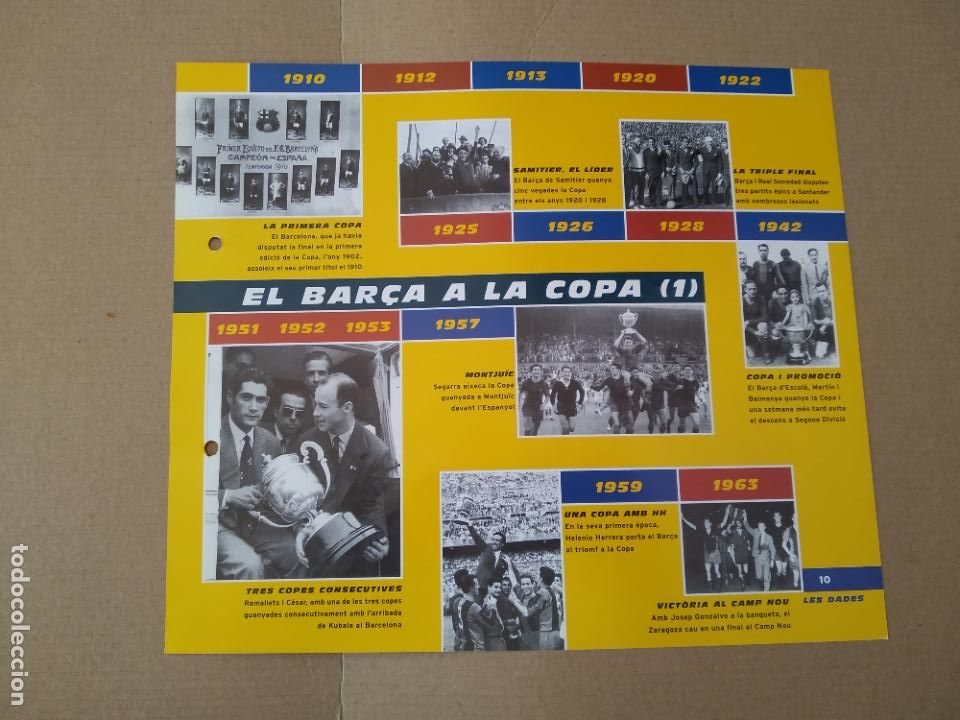 1910
1912
1913
1920
1922
PRIMER EQUIPO DEL F.C. BARCELONA
CAMPEÓN DE ESPAÑA
TEMPORADA 1910
LA PRIMERA COPA
El Barcelona, que ja havia
disputat la final en la primera
edició de la Copa, l'any 1902,
assoleix el seu primer títol el 1910
SAMITIER, EL LÍDER
El Barça de Samitier guanya
cinc vegades la Copa
entre els anys 1920 i 1928
LA TRIPLE FINAL
Barça i Real Sociedad disputen
tres partits èpics a Santander
amb nombrosos lesionats
1925
1926
1928
1942
EL BARÇA A LA COPA (1)
1951 1952 1953
1957
MONTJUÏC
Segarra aixeca la Copa
guanyada a Montjuïc
davant l'Espanyol
COPA I PROMOCIÓ
El Barça d'Escolà, Martín i
Balmanya guanya la Copa i
una setmana més tard evita
el descens a Segona Divisió
TRES COPES CONSECUTIVES
Ramallets i César, amb una de les tres copes
guanyades consecutivament amb l'arribada
de Kubala al Barcelona
1959
1963
UNA COPA AMB HH
En la seva primera època,
Helenio Herrera porta el Barça
al triomf a la Copa
VICTÒRIA AL CAMP NOU
Amb Josep Gonzalvo a la banqueta, el
Zaragoza cau en una final al Camp Nou
10
LES DADES
todocoleccion